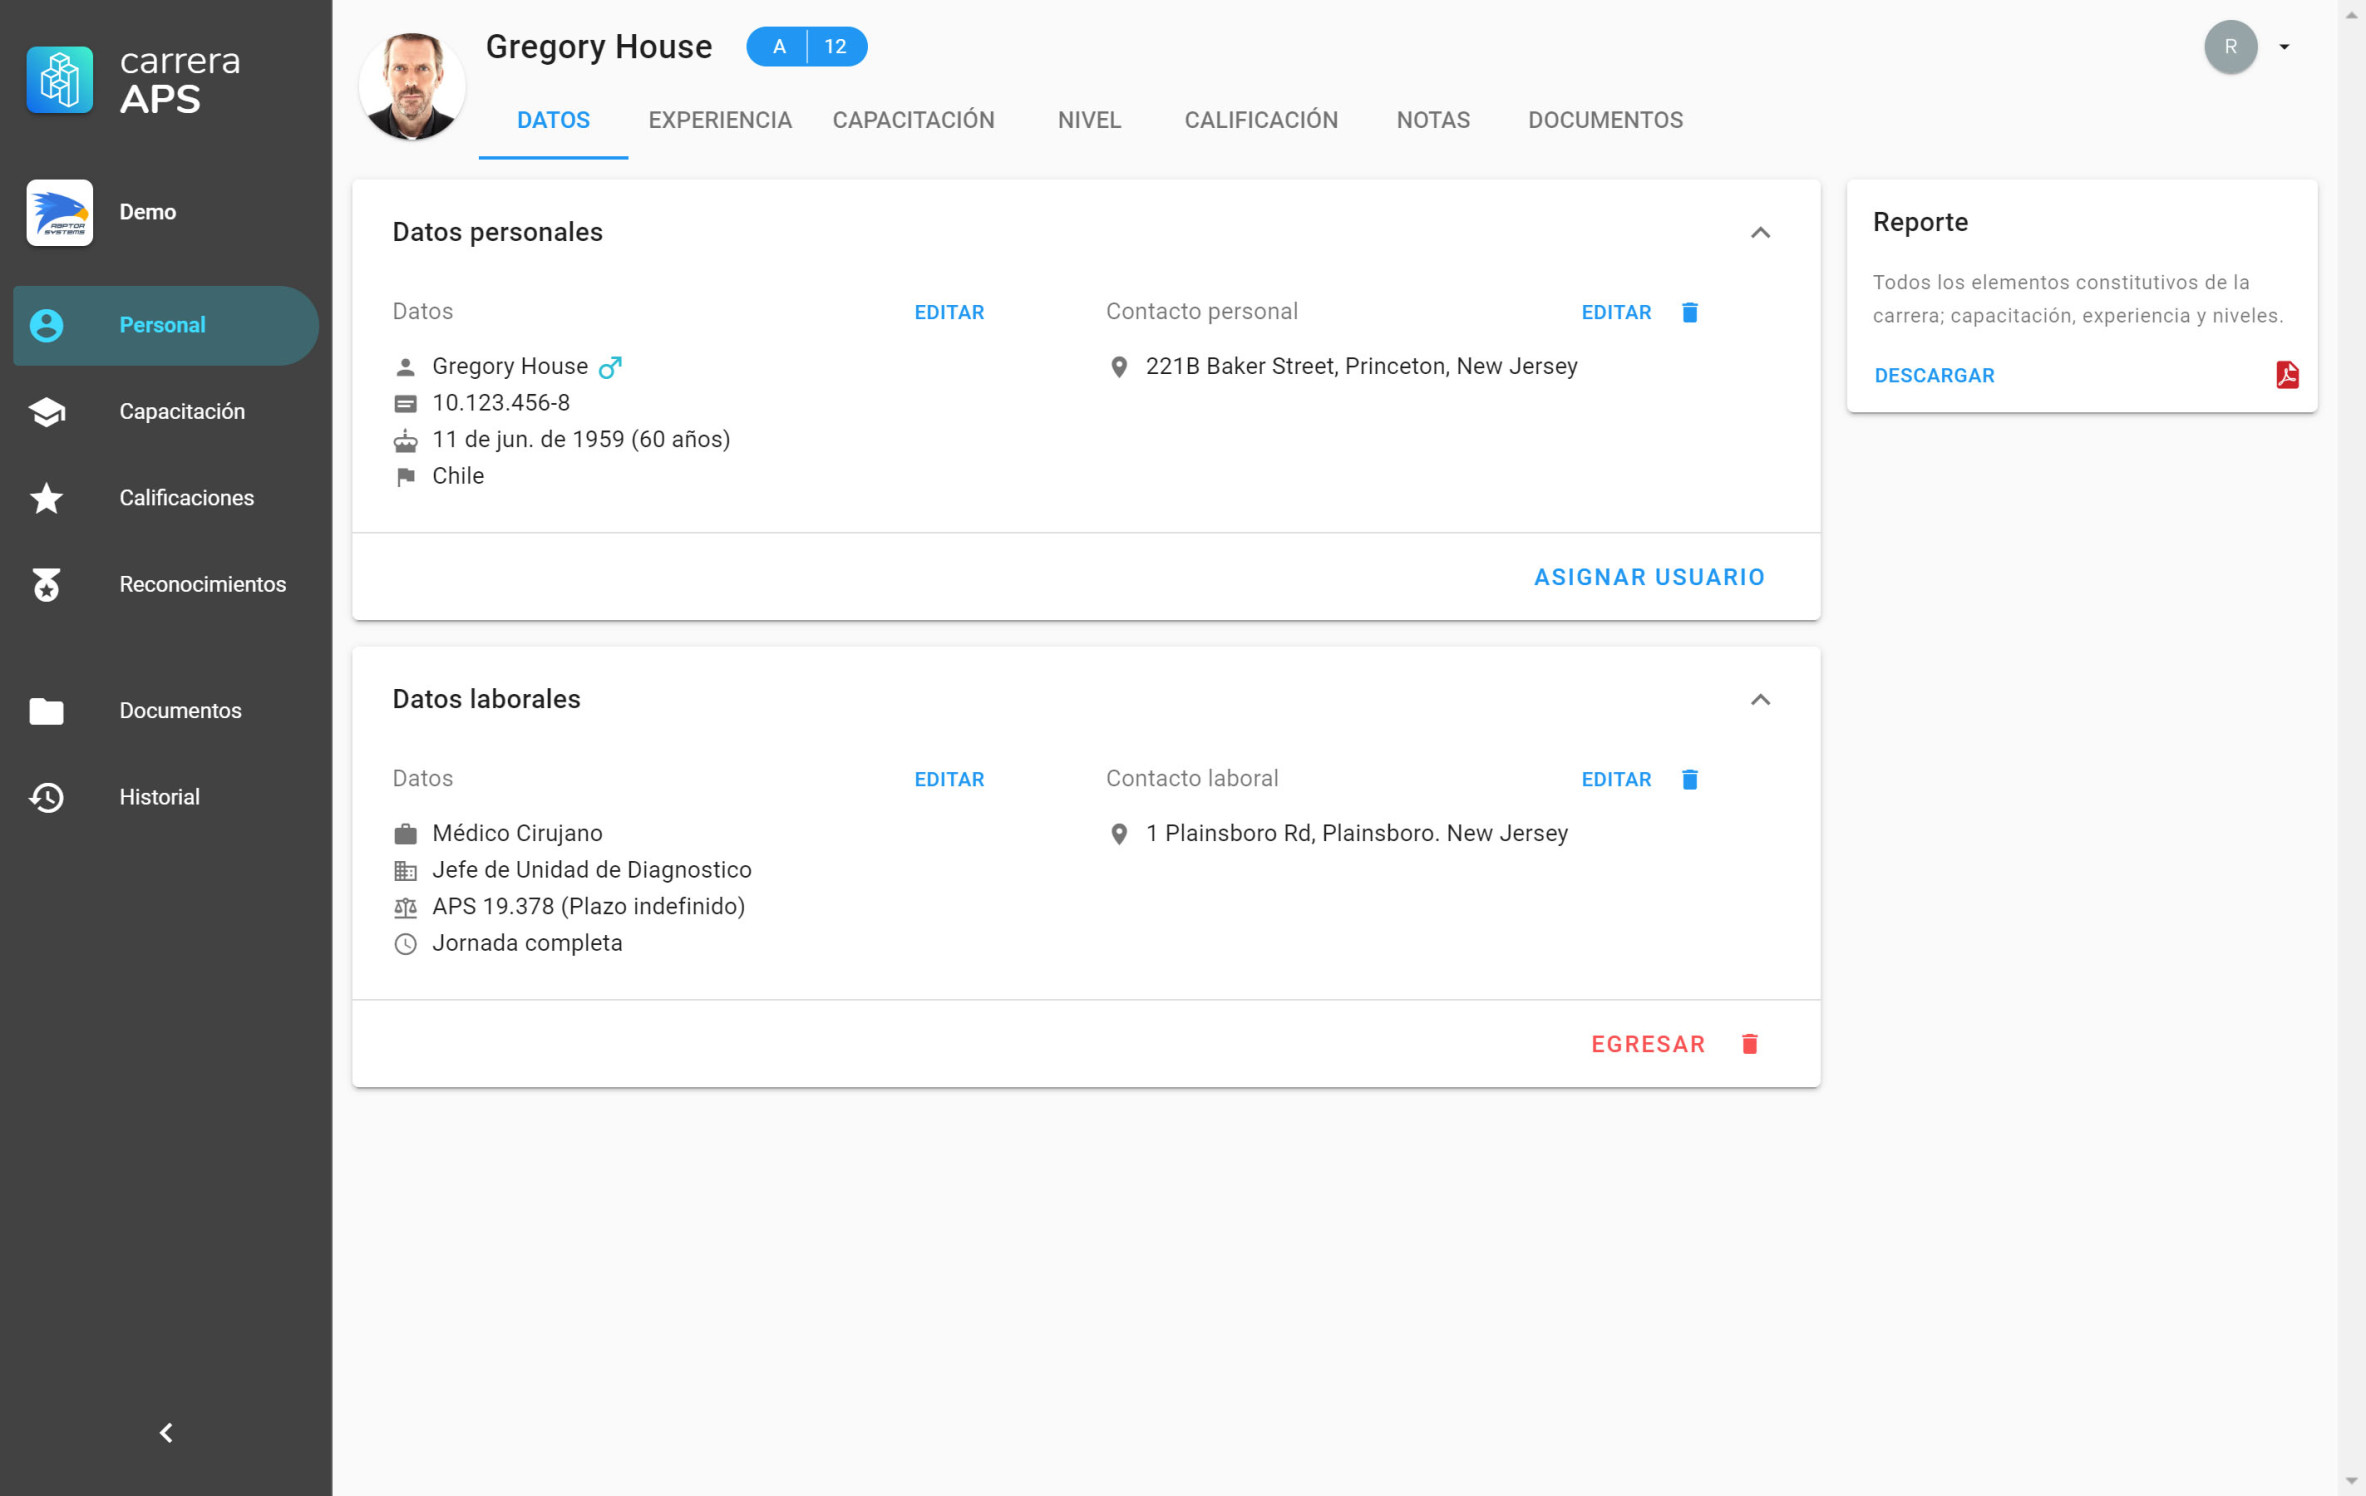 carrera
APS
Demo
RAPTOR
SYSTEMS
Personal
Capacitación
Calificaciones
Reconocimientos
Documentos
Historial
Gregory House
A 12
R
DATOS EXPERIENCIA CAPACITACIÓN NIVEL CALIFICACIÓN NOTAS DOCUMENTOS
Datos personales
Datos EDITAR
Gregory House
10.123.456-8
11 de jun. de 1959 (60 años)
Chile
Contacto personal EDITAR
221B Baker Street, Princeton, New Jersey
ASIGNAR USUARIO
Datos laborales
Datos EDITAR
Médico Cirujano
Jefe de Unidad de Diagnostico
APS 19.378 (Plazo indefinido)
Jornada completa
Contacto laboral EDITAR
1 Plainsboro Rd, Plainsboro. New Jersey
EGRESAR
Reporte
Todos los elementos constitutivos de la
carrera; capacitación, experiencia y niveles.
DESCARGAR